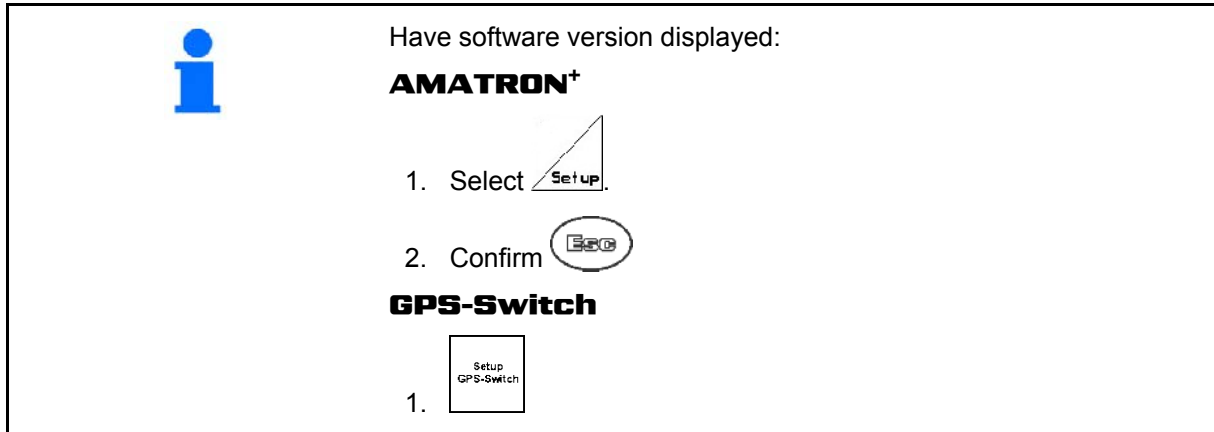 Have software version displayed:
AMATRON+
1. Select Setup.
2. Confirm Esc
GPS-Switch
1. Setup
GPS-Switch